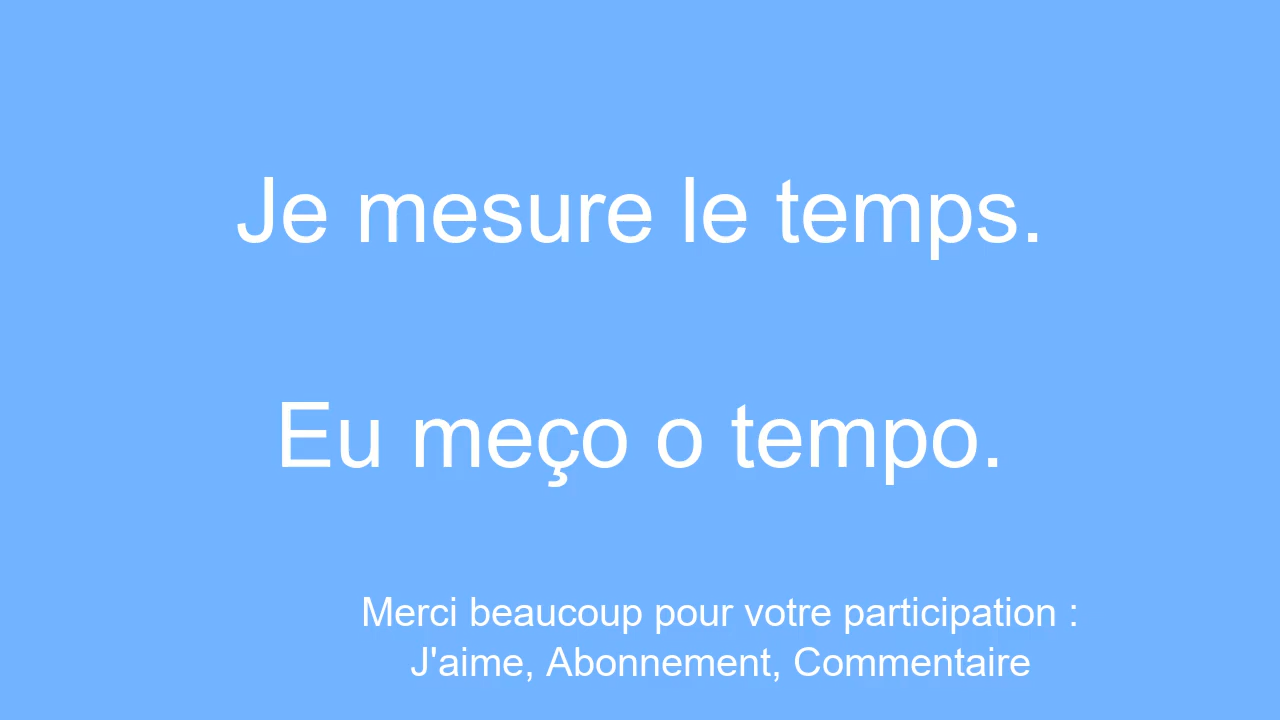 Je mesure le temps.
Eu meço o tempo.
Merci beaucoup pour votre participation :
J'aime, Abonnement, Commentaire